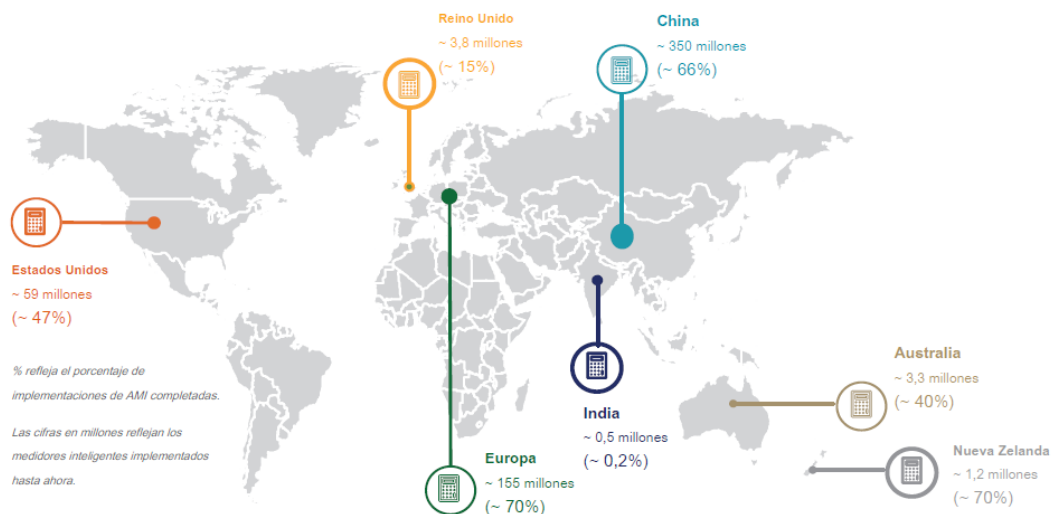 Reino Unido
~ 3,8 millones
(~ 15%)
China
~ 350 millones
(~ 66%)
Estados Unidos
~ 59 millones
(~ 47%)
% refleja el porcentaje de
implementaciones de AMI completadas.
Las cifras en millones reflejan los
medidores inteligentes implementados
hasta ahora.
Europa
~ 155 millones
(~ 70%)
India
~ 0,5 millones
(~ 0,2%)
Australia
~ 3,3 millones
(~ 40%)
Nueva Zelanda
~ 1,2 millones
(~ 70%)